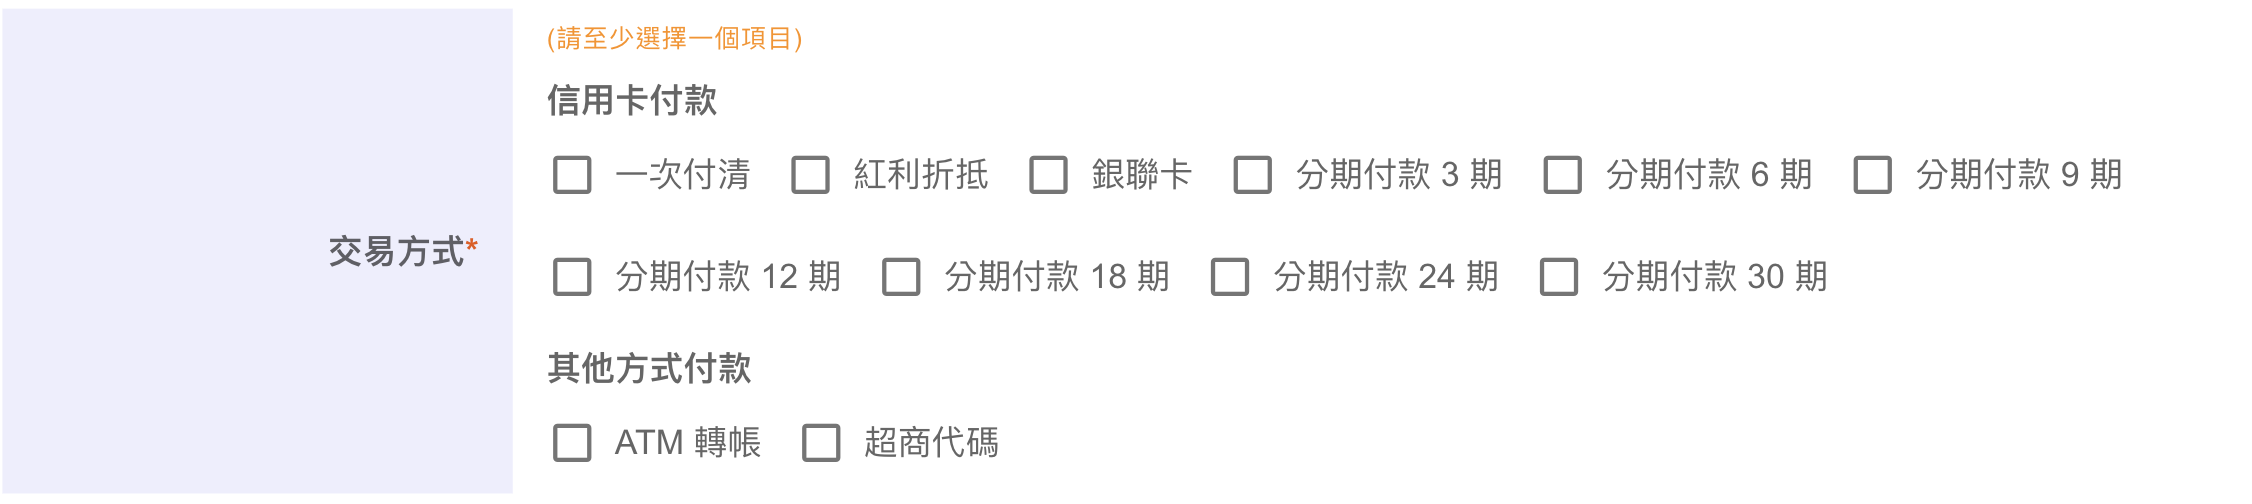 (請至少選擇一個項目)
信用卡付款
一次付清 紅利折抵 銀聯卡 分期付款 3 期 分期付款 6 期 分期付款 9 期
交易方式*
分期付款 12 期 分期付款 18 期 分期付款 24 期 分期付款 30 期
其他方式付款
ATM 轉帳 超商代碼